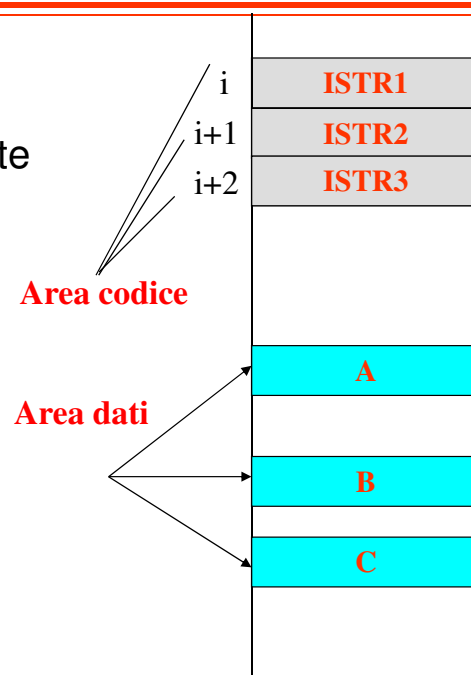 i ISTR1
i+1 ISTR2
te
i+2 ISTR3
Area codice
A
Area dati
B
C